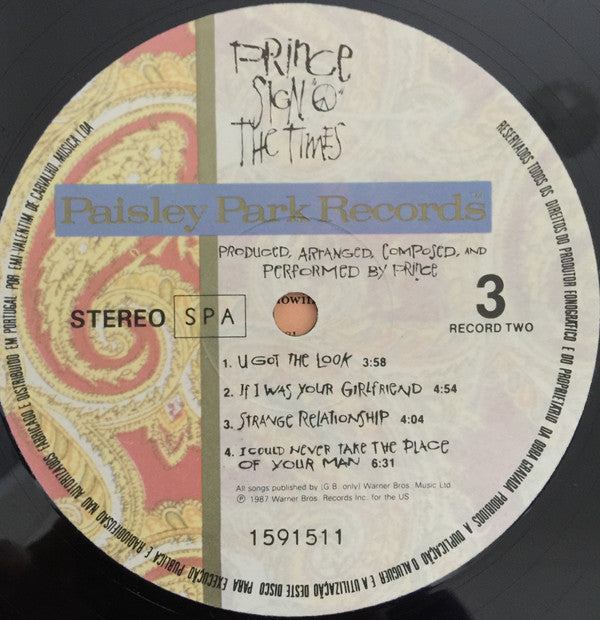 PRINCE
SIGN "O"
THE TIMES
Paisley Park Records™
PRODUCED, ARRANGED, COMPOSED, AND
PERFORMED BY PRINCE
STEREO SPA
3
RECORD TWO
1. U GOT THE LOOK 3:58
2. IF I WAS YOUR GIRLFRIEND 4:54
3. STRANGE RELATIONSHIP 4:04
4. I COULD NEVER TAKE THE PLACE
OF YOUR MAN 6:31
All songs published by (G.B. only) Warner Bros. Music Ltd.
℗ 1987 Warner Bros. Records Inc. for the US
1591511
RESERVADOS TODOS OS DIREITOS DO PRODUTOR FONOGRÁFICO E DO PROPRIETÁRIO DA OBRA GRAVADA PROIBIDOS A DUPLICAÇÃO O ALUGUER E A UTILIZAÇÃO DESTE DISCO PARA EXECUÇÃO PÚBLICA E RADIODIFUSÃO NÃO AUTORIZADOS FABRICADO E DISTRIBUIDO EM PORTUGAL POR EMI-VALENTIM DE CARVALHO, MÚSICA LDA